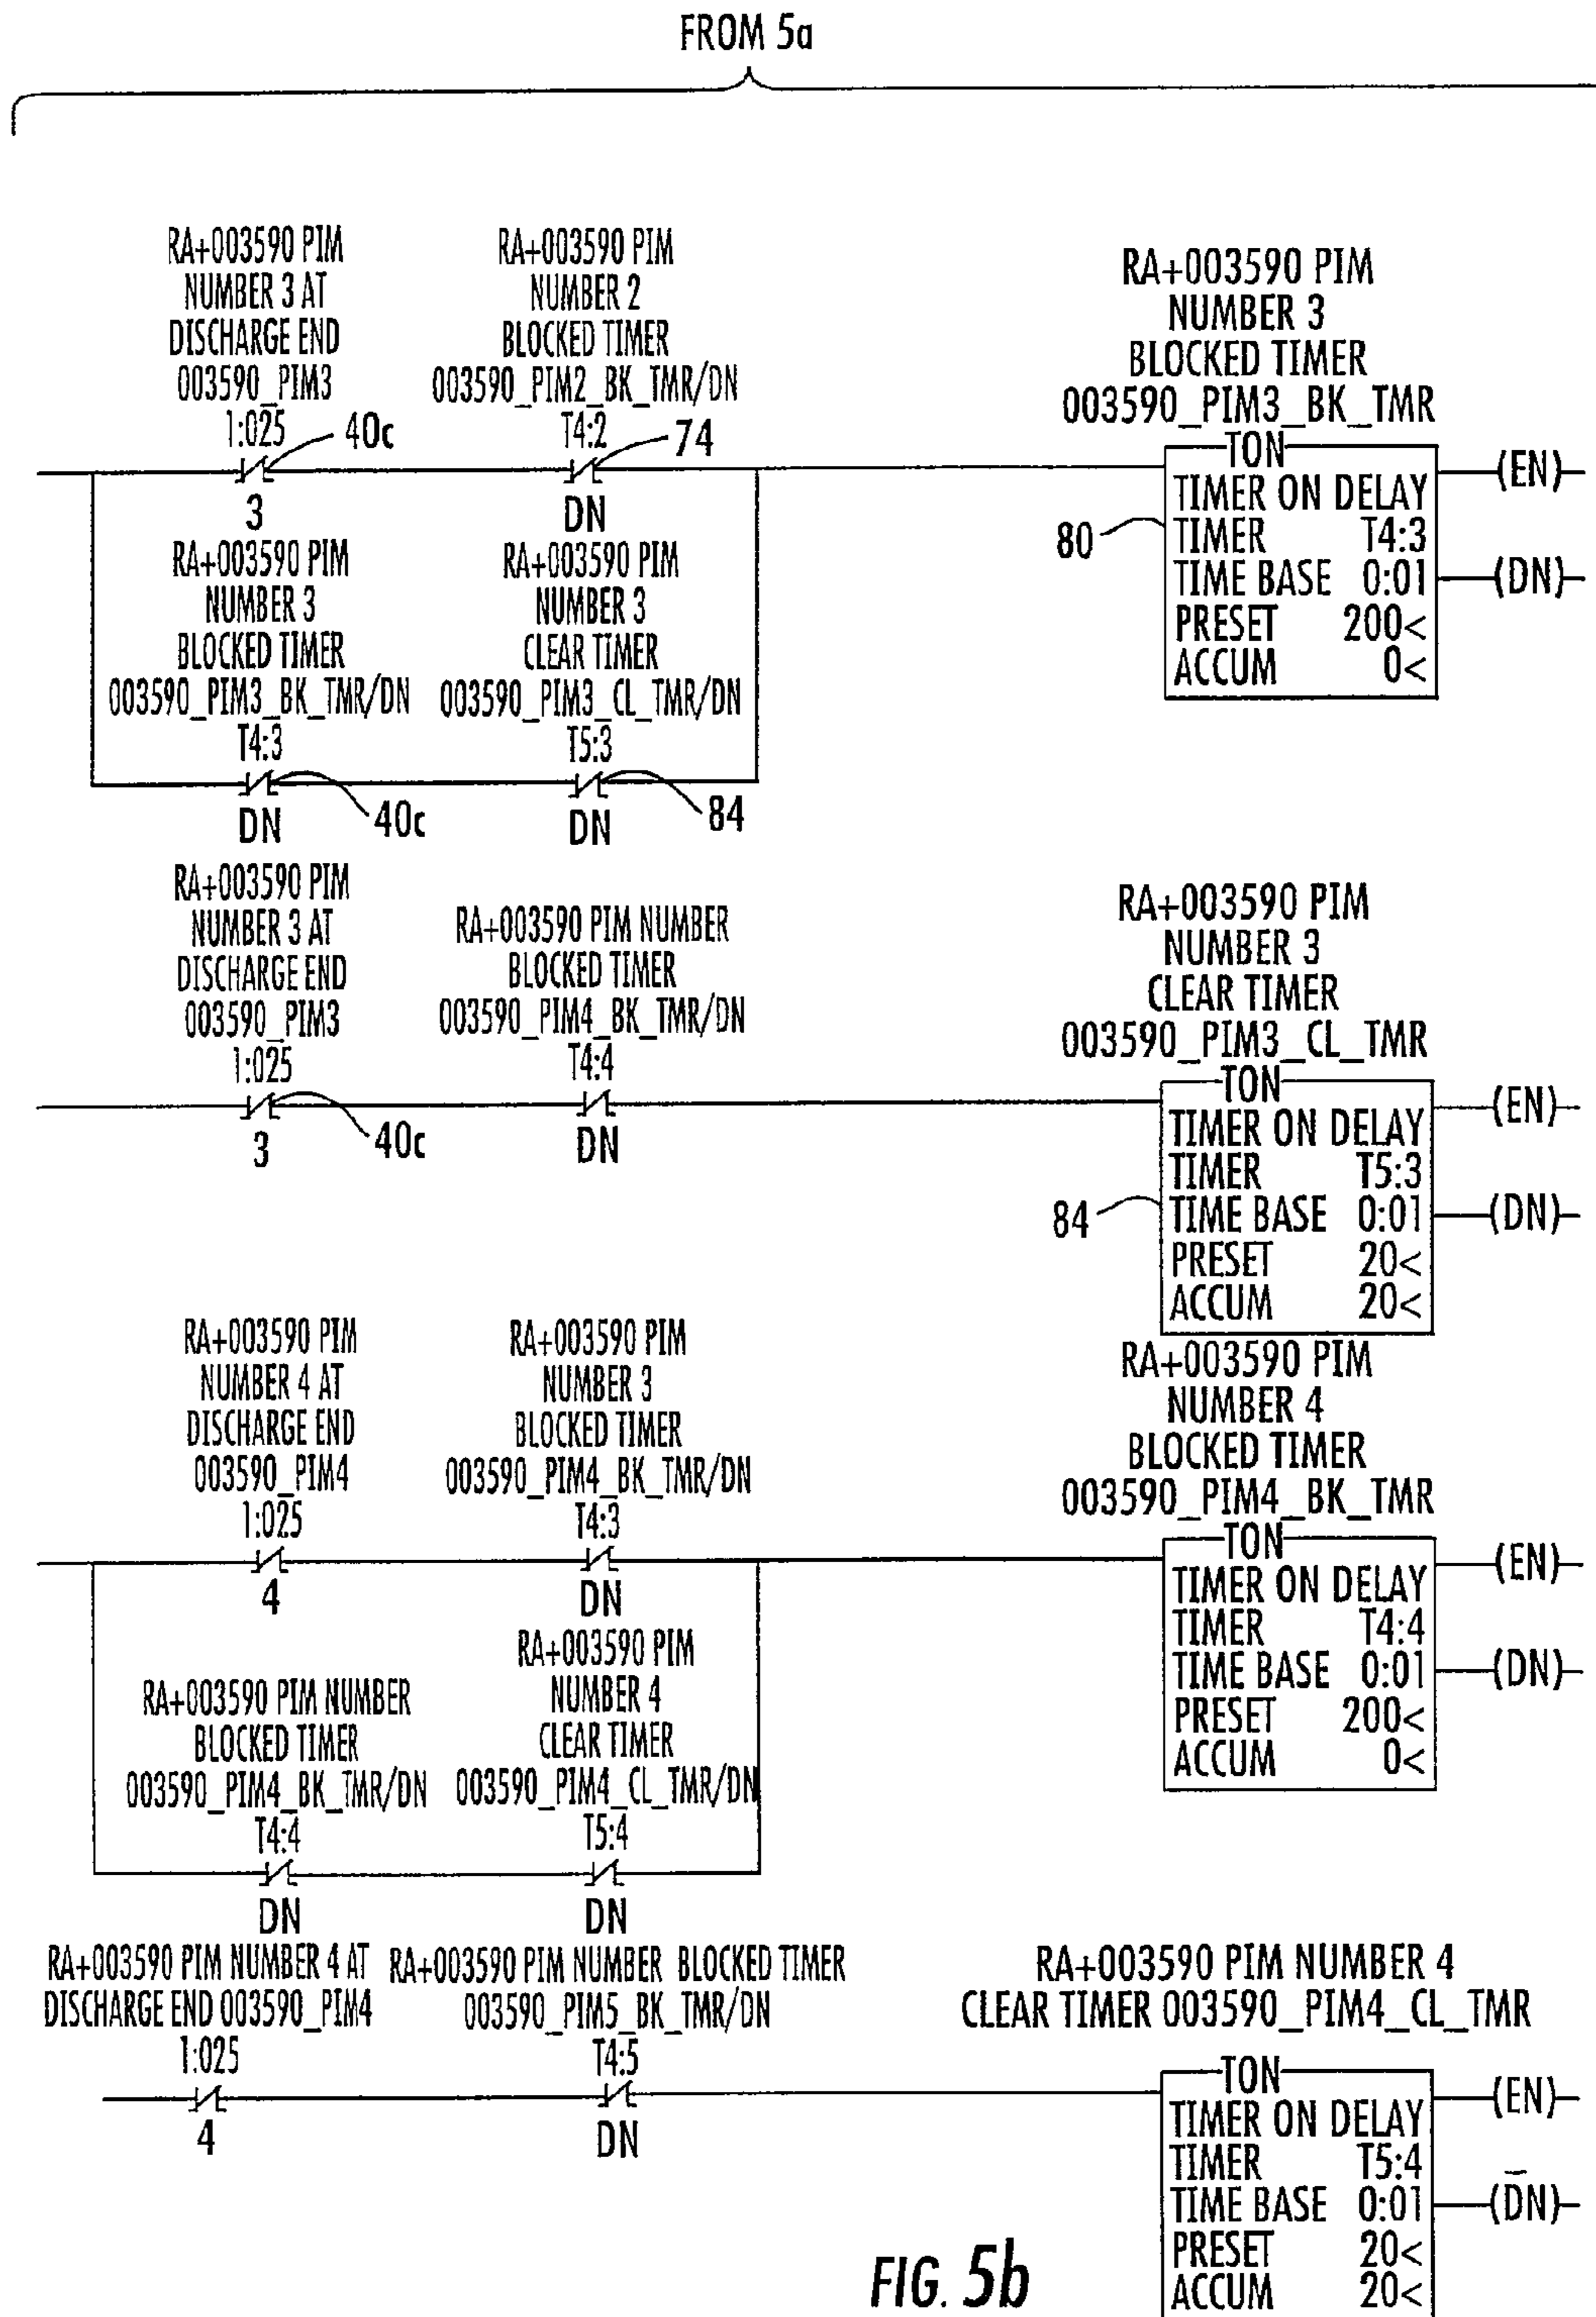 FROM 5a
RA+003590 PIM
NUMBER 3 AT
DISCHARGE END
003590_PIM3
1:025
40c
3
RA+003590 PIM
NUMBER 2
BLOCKED TIMER
003590_PIM2_BK_TMR/DN
T4:2
74
DN
RA+003590 PIM
NUMBER 3
BLOCKED TIMER
003590_PIM3_BK_TMR
TON
TIMER ON DELAY
TIMER T4:3
TIME BASE 0:01
PRESET 200<
ACCUM 0<
(EN)
(DN)
80
RA+003590 PIM
NUMBER 3
BLOCKED TIMER
003590_PIM3_BK_TMR/DN
T4:3
40c
DN
RA+003590 PIM
NUMBER 3
CLEAR TIMER
003590_PIM3_CL_TMR/DN
T5:3
84
DN
RA+003590 PIM
NUMBER 3 AT
DISCHARGE END
003590_PIM3
1:025
40c
3
RA+003590 PIM NUMBER
BLOCKED TIMER
003590_PIM4_BK_TMR/DN
T4:4
DN
RA+003590 PIM
NUMBER 3
CLEAR TIMER
003590_PIM3_CL_TMR
TON
TIMER ON DELAY
TIMER T5:3
TIME BASE 0:01
PRESET 20<
ACCUM 20<
(EN)
(DN)
84
RA+003590 PIM
NUMBER 4 AT
DISCHARGE END
003590_PIM4
1:025
4
RA+003590 PIM
NUMBER 3
BLOCKED TIMER
003590_PIM4_BK_TMR/DN
T4:3
DN
RA+003590 PIM
NUMBER 4
BLOCKED TIMER
003590_PIM4_BK_TMR
TON
TIMER ON DELAY
TIMER T4:4
TIME BASE 0:01
PRESET 200<
ACCUM 0<
(EN)
(DN)
RA+003590 PIM NUMBER
BLOCKED TIMER
003590_PIM4_BK_TMR/DN
T4:4
DN
RA+003590 PIM
NUMBER 4
CLEAR TIMER
003590_PIM4_CL_TMR/DN
T5:4
DN
RA+003590 PIM NUMBER 4 AT
DISCHARGE END 003590_PIM4
1:025
4
RA+003590 PIM NUMBER BLOCKED TIMER
003590_PIM5_BK_TMR/DN
T4:5
DN
RA+003590 PIM NUMBER 4
CLEAR TIMER 003590_PIM4_CL_TMR
TON
TIMER ON DELAY
TIMER T5:4
TIME BASE 0:01
PRESET 20<
ACCUM 20<
(EN)
(DN)
FIG. 5b